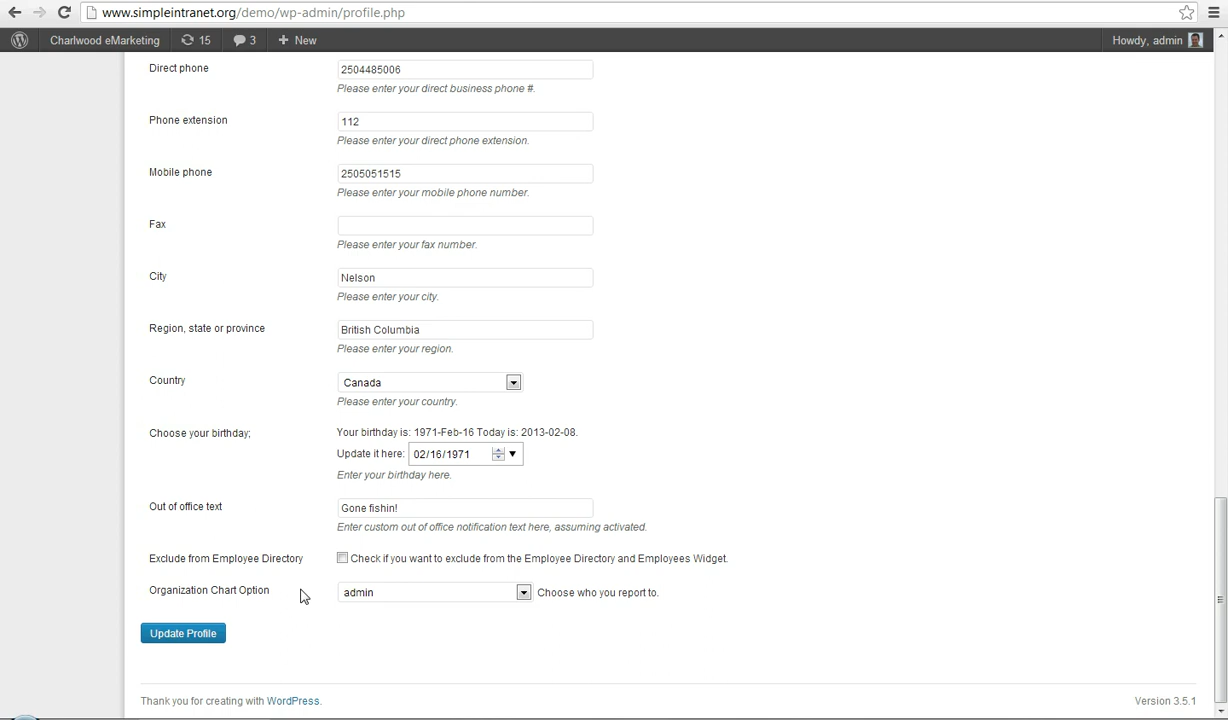 www.simpleintranet.org/demo/wp-admin/profile.php
Charlwood eMarketing 15 3 + New Howdy, admin
Direct phone 2504485006
Please enter your direct business phone #.
Phone extension 112
Please enter your direct phone extension.
Mobile phone 2505051515
Please enter your mobile phone number.
Fax
Please enter your fax number.
City Nelson
Please enter your city.
Region, state or province British Columbia
Please enter your region.
Country Canada
Please enter your country.
Choose your birthday; Your birthday is: 1971-Feb-16 Today is: 2013-02-08.
Update it here: 02/16/1971
Enter your birthday here.
Out of office text Gone fishin!
Enter custom out of office notification text here, assuming activated.
Exclude from Employee Directory Check if you want to exclude from the Employee Directory and Employees Widget.
Organization Chart Option admin Choose who you report to.
Update Profile
Thank you for creating with WordPress. Version 3.5.1